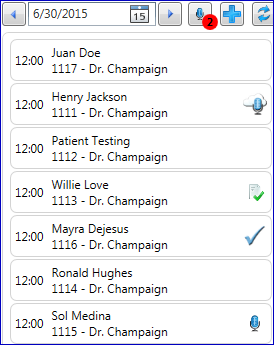 6/30/2015 15 2
Juan Doe
12:00
1117 - Dr. Champaign
Henry Jackson
12:00
1111 - Dr. Champaign
Patient Testing
12:00
1112 - Dr. Champaign
Willie Love
12:00
1113 - Dr. Champaign
Mayra Dejesus
12:00
1116 - Dr. Champaign
Ronald Hughes
12:00
1114 - Dr. Champaign
Sol Medina
12:00
1115 - Dr. Champaign